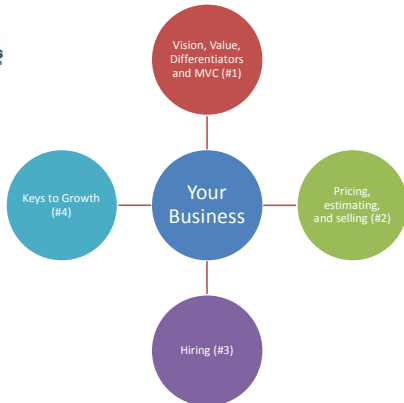 Vision, Value,
Differentiators
and MVC (#1)
Keys to Growth
(#4)
Your
Business
Pricing,
estimating,
and selling (#2)
Hiring (#3)